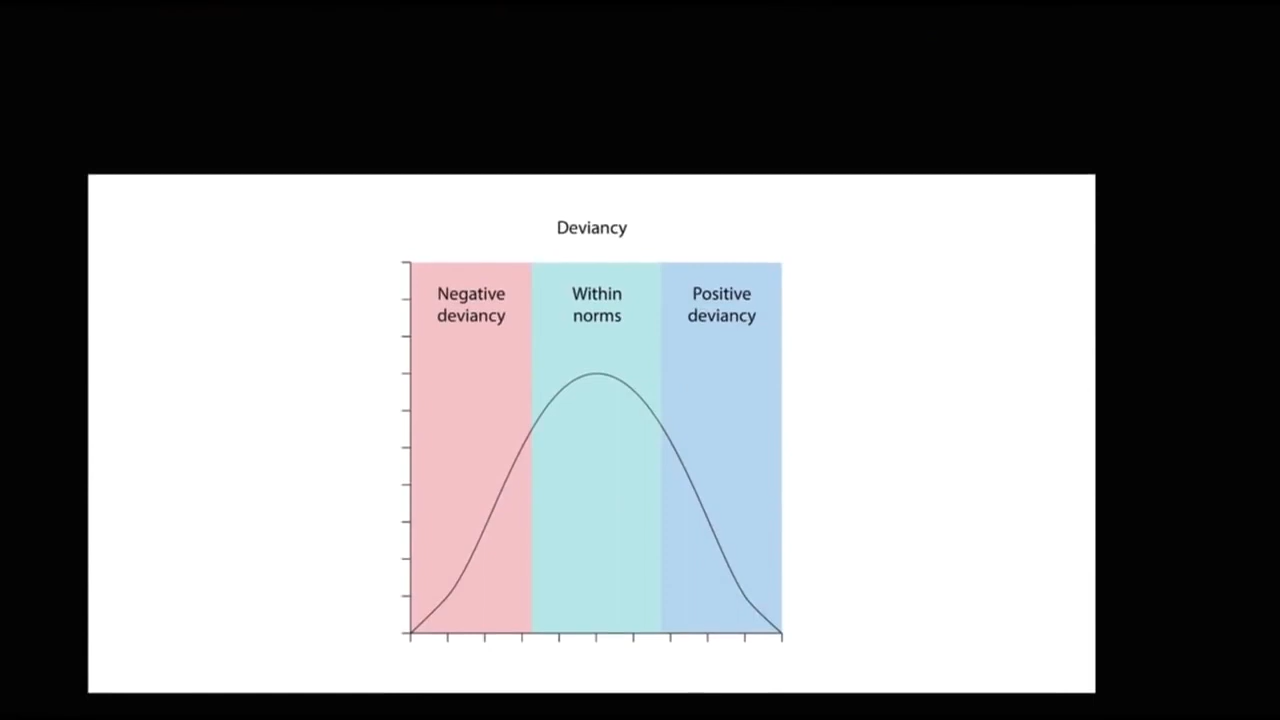 Deviancy
Negative
deviancy
Within
norms
Positive
deviancy